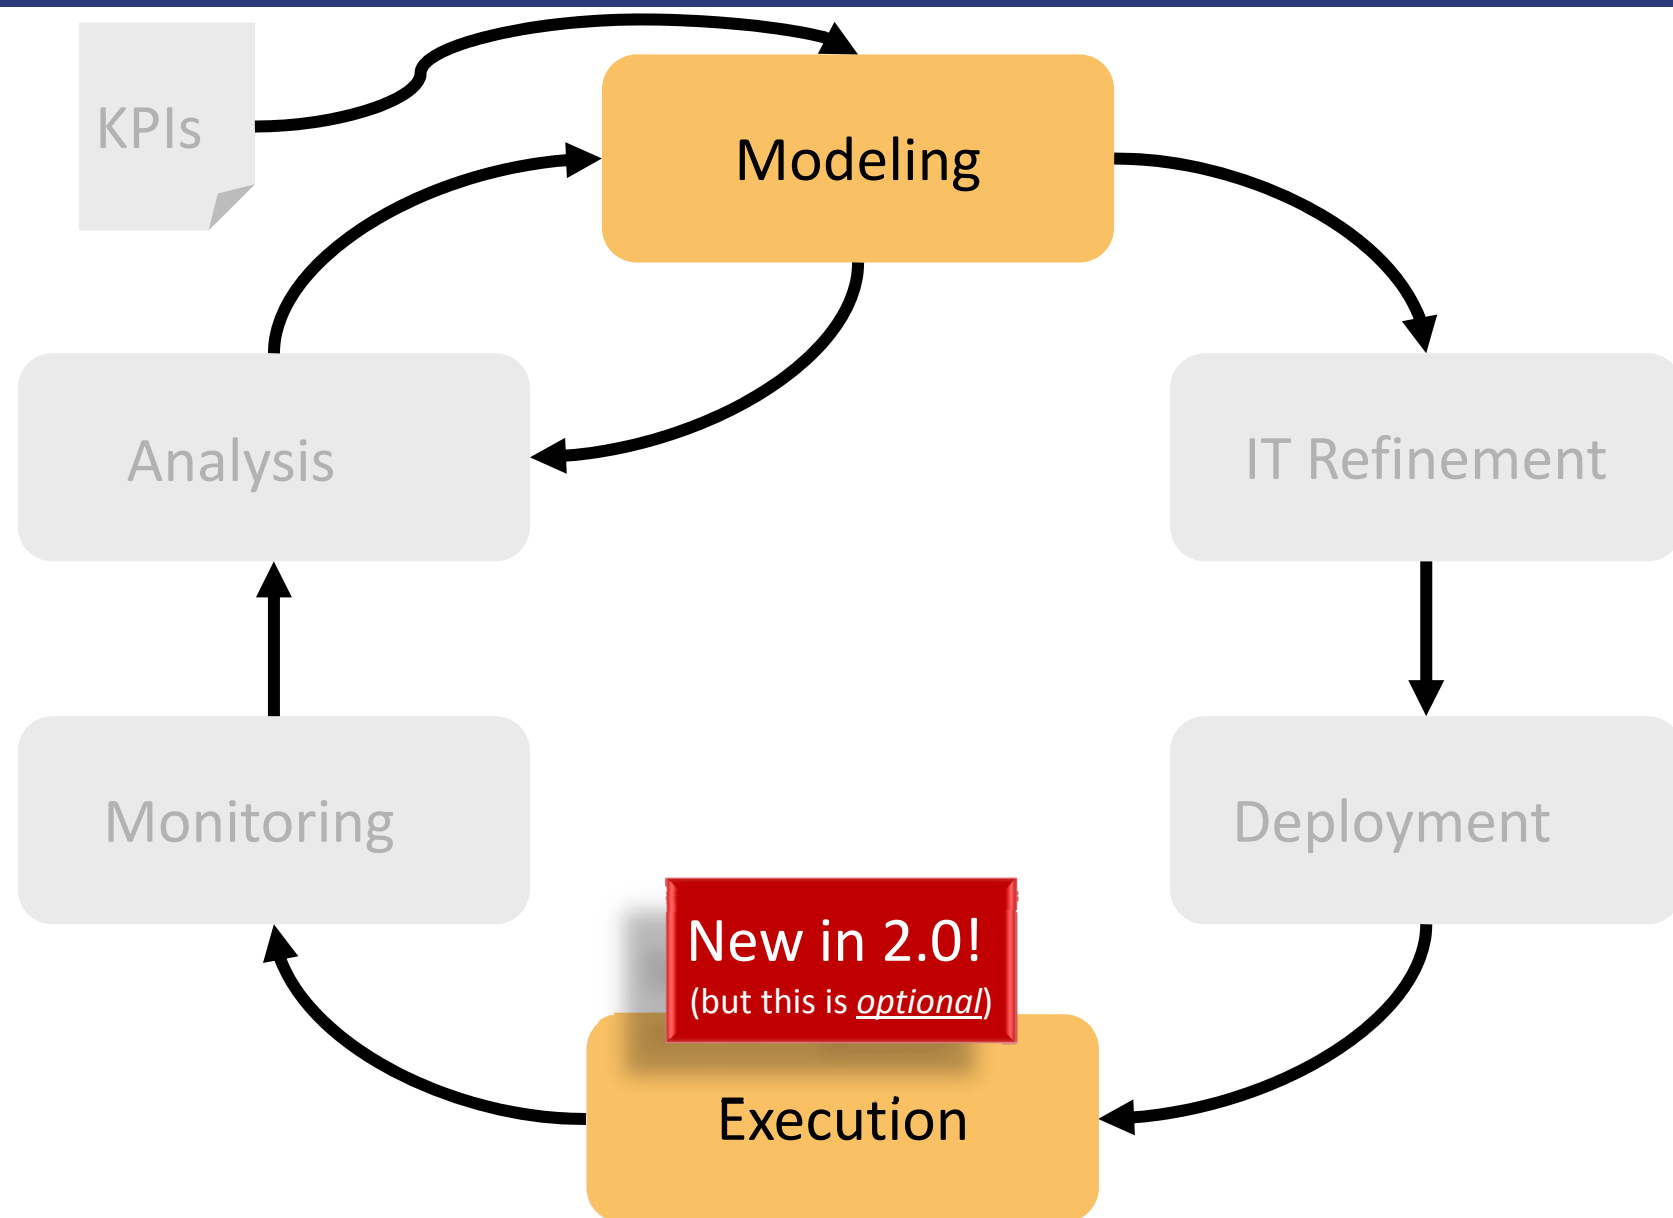 KPIs
Modeling
Analysis
IT Refinement
Monitoring
Deployment
New in 2.0!
(but this is optional)
Execution